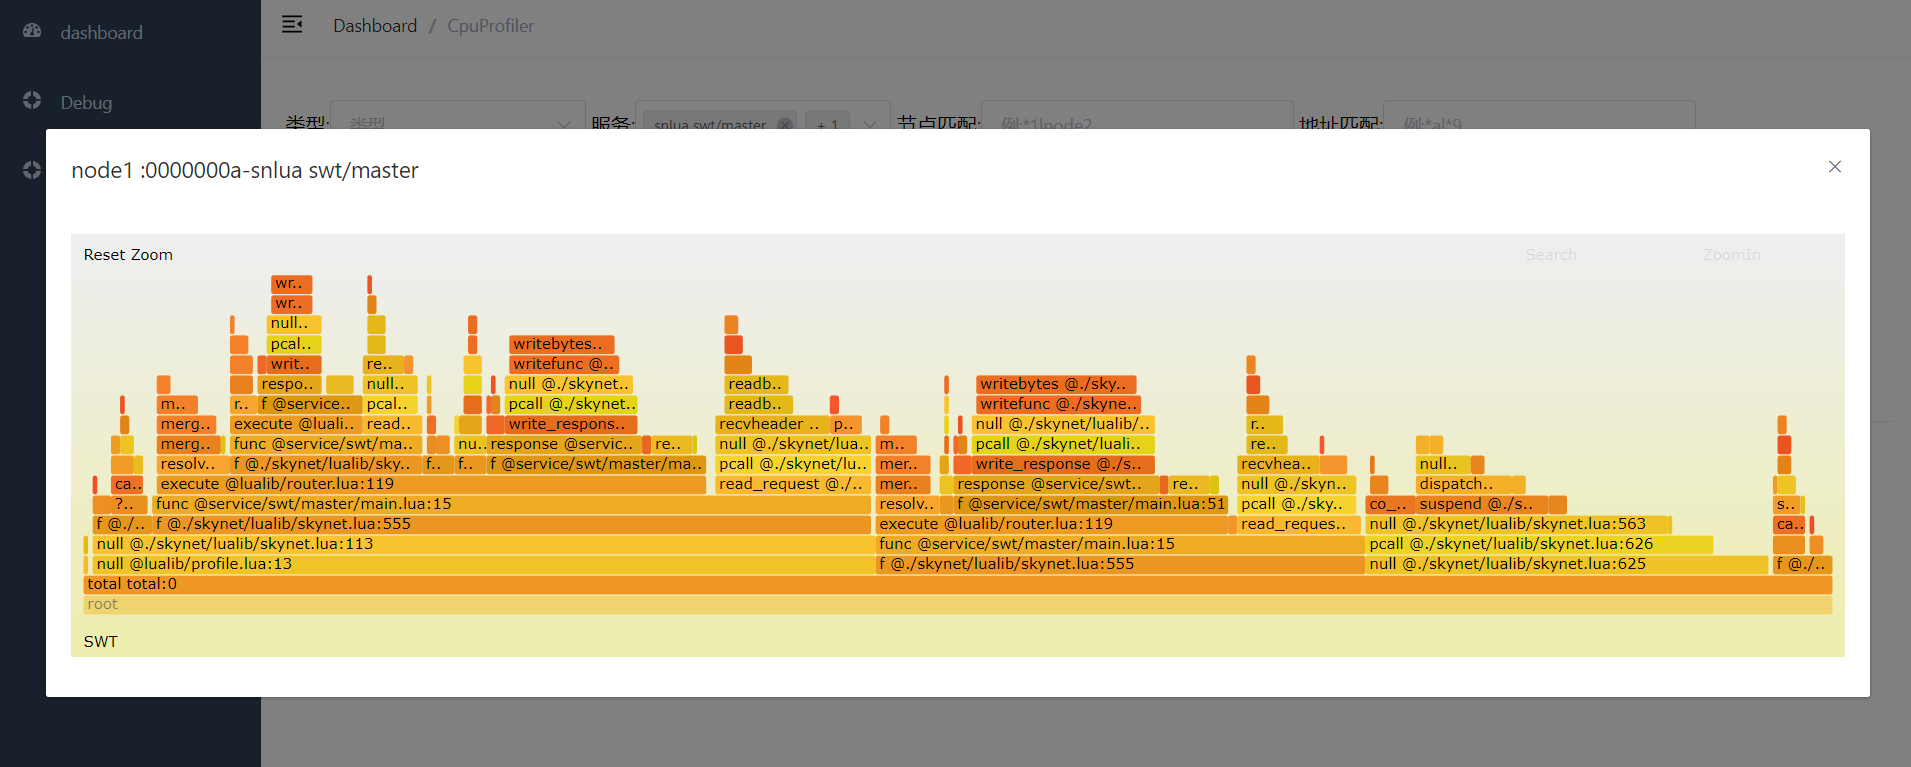 dashboard
Dashboard / CpuProfiler
Debug
类型: 类型 服务: snlua swt/master + 1 节点匹配: 例:*1|node2 地址匹配: 例:*a|*9
node1 :0000000a-snlua swt/master
Reset Zoom Search ZoomIn
wr..
wr..
null..
pcal.. writebytes..
writ.. re.. writefunc @..
respo.. null.. null @./skynet.. readb.. writebytes @./sky..
m.. r.. f @service.. pcal.. pcall @./skynet.. readb.. writefunc @./skyne..
merg.. execute @luali.. read.. write_respons.. recvheader .. p.. null @./skynet/lualib/.. r..
merg.. func @service/swt/ma.. nu.. response @servic.. re.. null @./skynet/lua.. m.. pcall @./skynet/luali.. re..
resolv.. f @./skynet/lualib/sky.. f.. f.. f @service/swt/master/ma.. pcall @./skynet/lu.. mer.. write_response @./s.. recvhea.. null..
ca.. execute @lualib/router.lua:119 read_request @./.. mer.. response @service/swt.. re.. null @./skyn.. dispatch..
?.. func @service/swt/master/main.lua:15 resolv.. f @service/swt/master/main.lua:51 pcall @./sky.. co_.. suspend @./s.. s..
f @./.. f @./skynet/lualib/skynet.lua:555 execute @lualib/router.lua:119 read_reques.. null @./skynet/lualib/skynet.lua:563 ca..
null @./skynet/lualib/skynet.lua:113 func @service/swt/master/main.lua:15 pcall @./skynet/lualib/skynet.lua:626
null @lualib/profile.lua:13 f @./skynet/lualib/skynet.lua:555 null @./skynet/lualib/skynet.lua:625 f @./..
total total:0
root
SWT